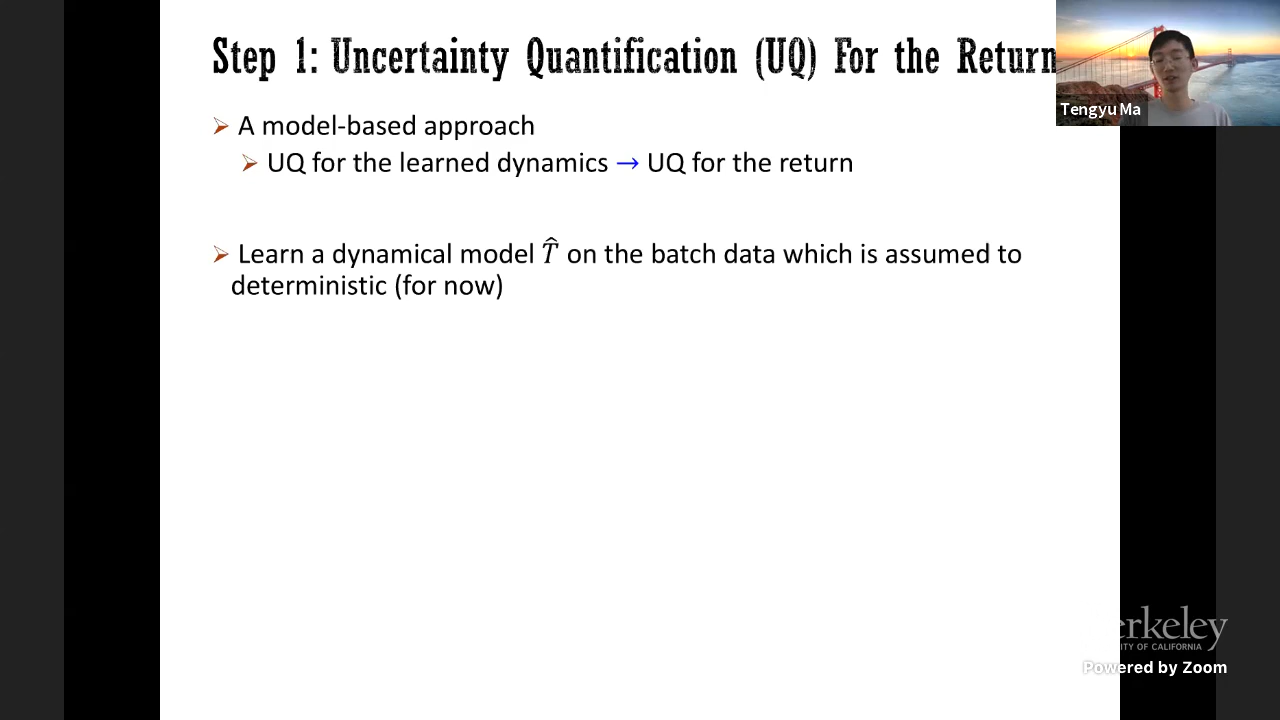 Step 1: Uncertainty Quantification (UQ) For the Return
Tengyu Ma
➢ A model-based approach
➢ UQ for the learned dynamics → UQ for the return
➢ Learn a dynamical model T̂ on the batch data which is assumed to
deterministic (for now)
erkeley
ITY OF CALIFORNIA
Powered by Zoom